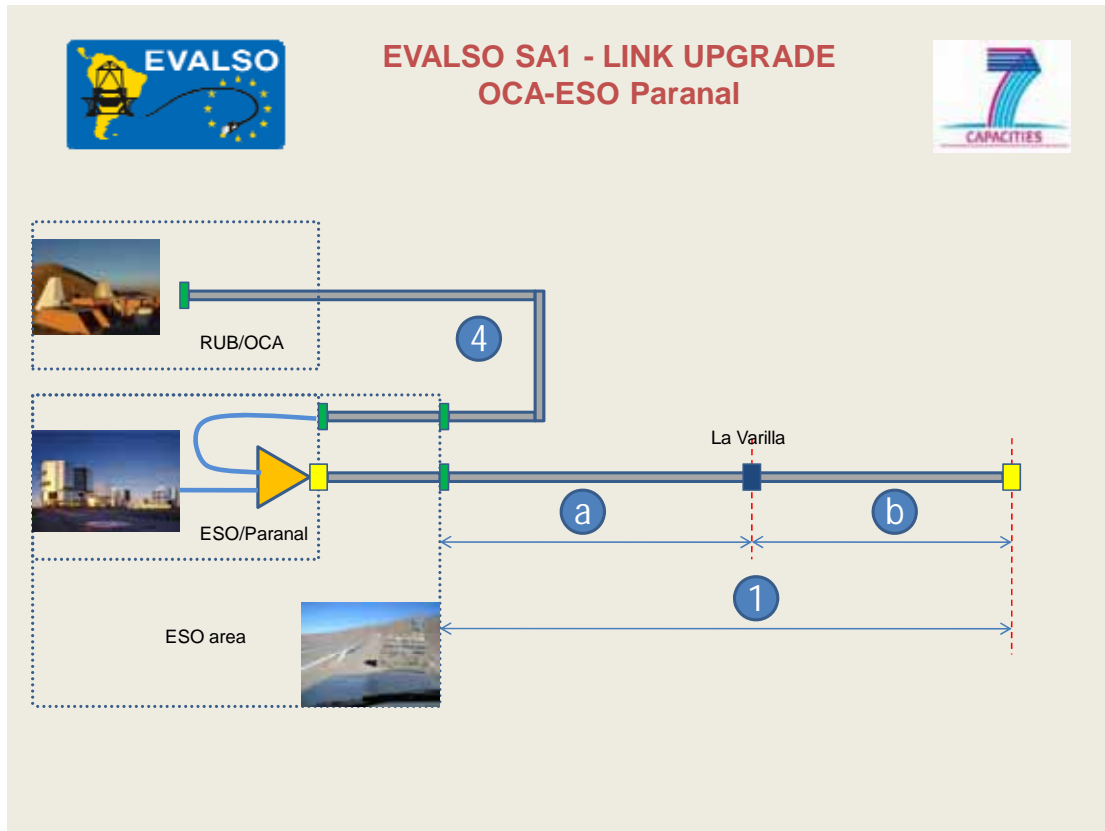 EVALSO
EVALSO SA1 - LINK UPGRADE
OCA-ESO Paranal
7
CAPACITIES
RUB/OCA
4
La Varilla
ESO/Paranal
a
b
1
ESO area